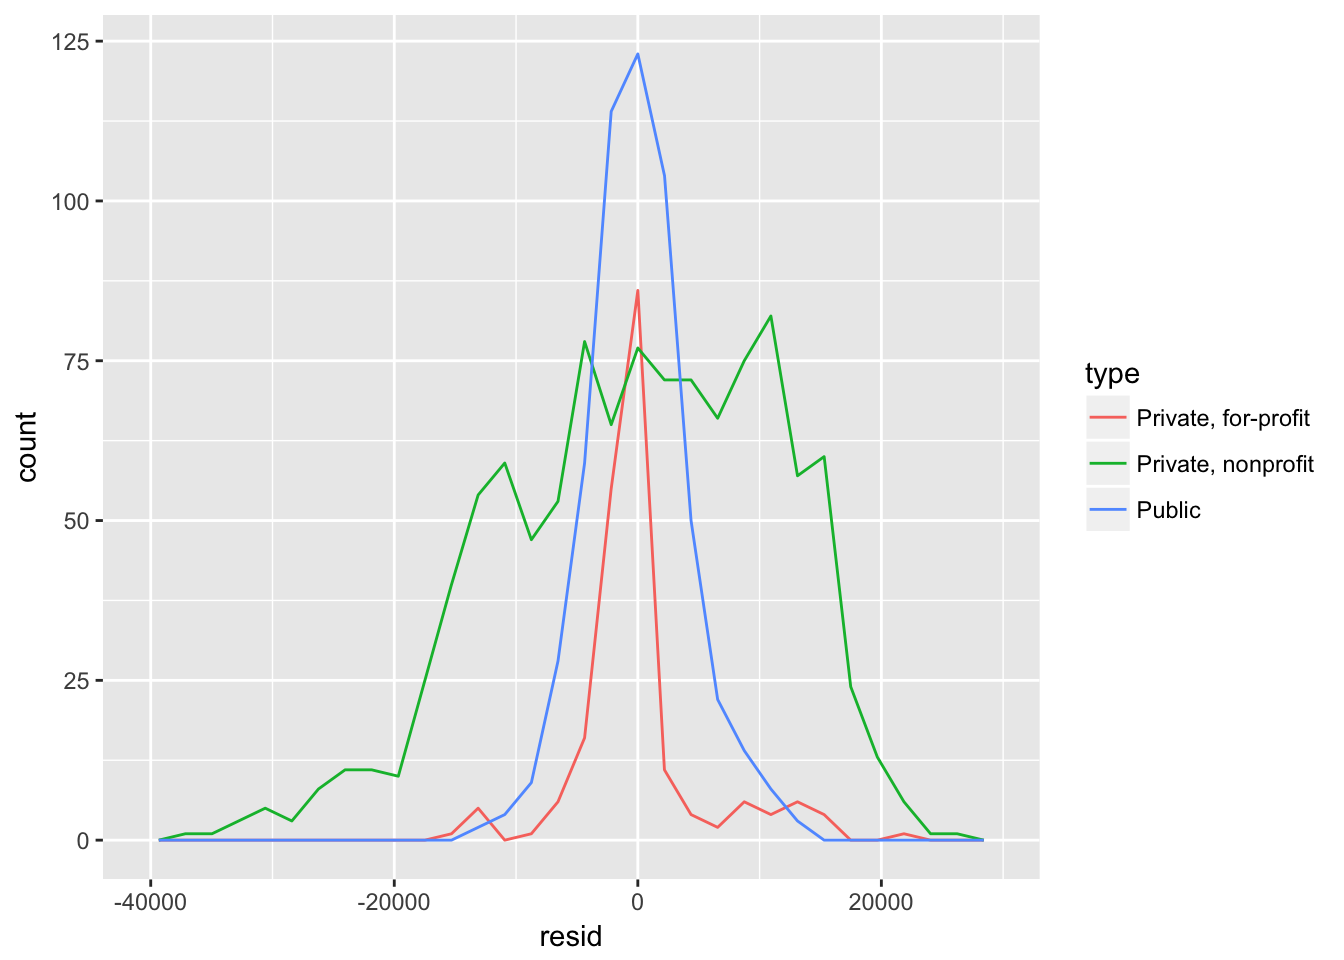 125
100
75
50
25
0
count
-40000
-20000
0
20000
resid
type
Private, for-profit
Private, nonprofit
Public